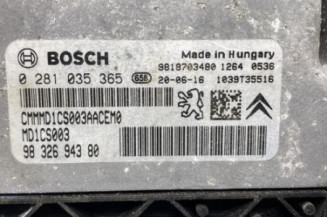 BOSCH
Made in Hungary
9818703480 1264 0536
0 281 035 365 658 20-06-16 1039T35516
CMMMD1CS003AACEM0
MD1CS003
98 326 943 80